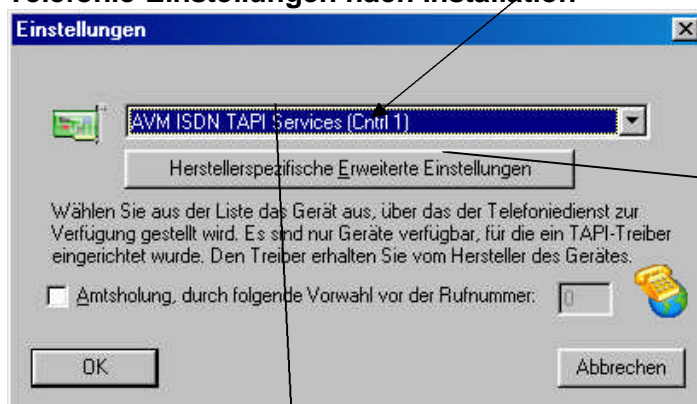 Telefonie-Einstellungen nach Installation
Einstellungen
AVM ISDN TAPI Services (Cntrl 1)
Herstellerspezifische Erweiterte Einstellungen
Wählen Sie aus der Liste das Gerät aus, über das der Telefoniedienst zur
Verfügung gestellt wird. Es sind nur Geräte verfügbar, für die ein TAPI-Treiber
eingerichtet wurde. Den Treiber erhalten Sie vom Hersteller des Gerätes.
Amtsholung, durch folgende Vorwahl vor der Rufnummer: 0
OK
Abbrechen